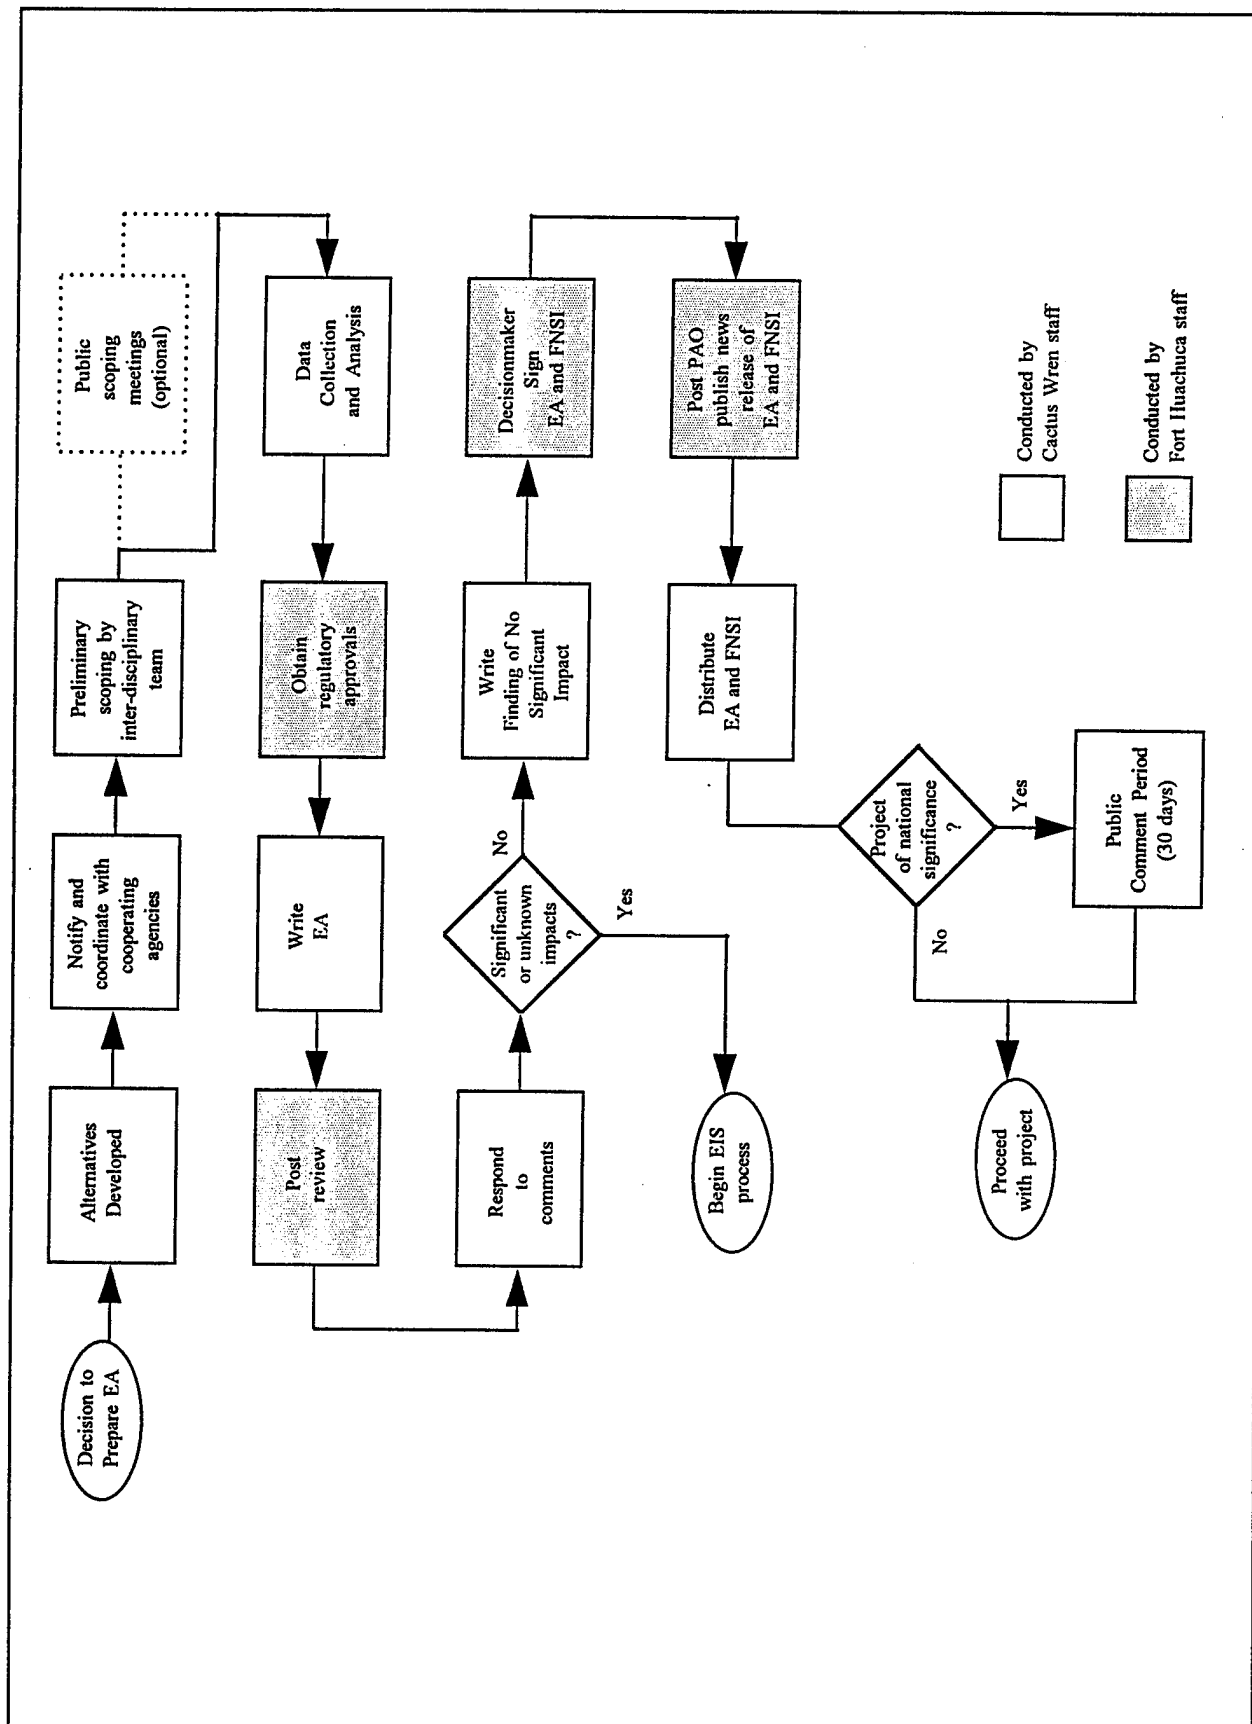 Decision to
Prepare EA
Alternatives
Developed
Notify and
coordinate with
cooperating
agencies
Preliminary
scoping by
inter-disciplinary
team
Public
scoping
meetings
(optional)
Data
Collection
and Analysis
Obtain
regulatory
approvals
Write
EA
Post
review
Respond
to
comments
Significant
or unknown
impacts
?
No
Yes
Begin EIS
process
Write
Finding of No
Significant
Impact
Decisionmaker
Sign
EA and FNSI
Post PAO
publish news
release of
EA and FNSI
Distribute
EA and FNSI
Project
of national
significance
?
No
Yes
Public
Comment Period
(30 days)
Proceed
with project
Conducted by
Cactus Wren staff
Conducted by
Fort Huachuca staff